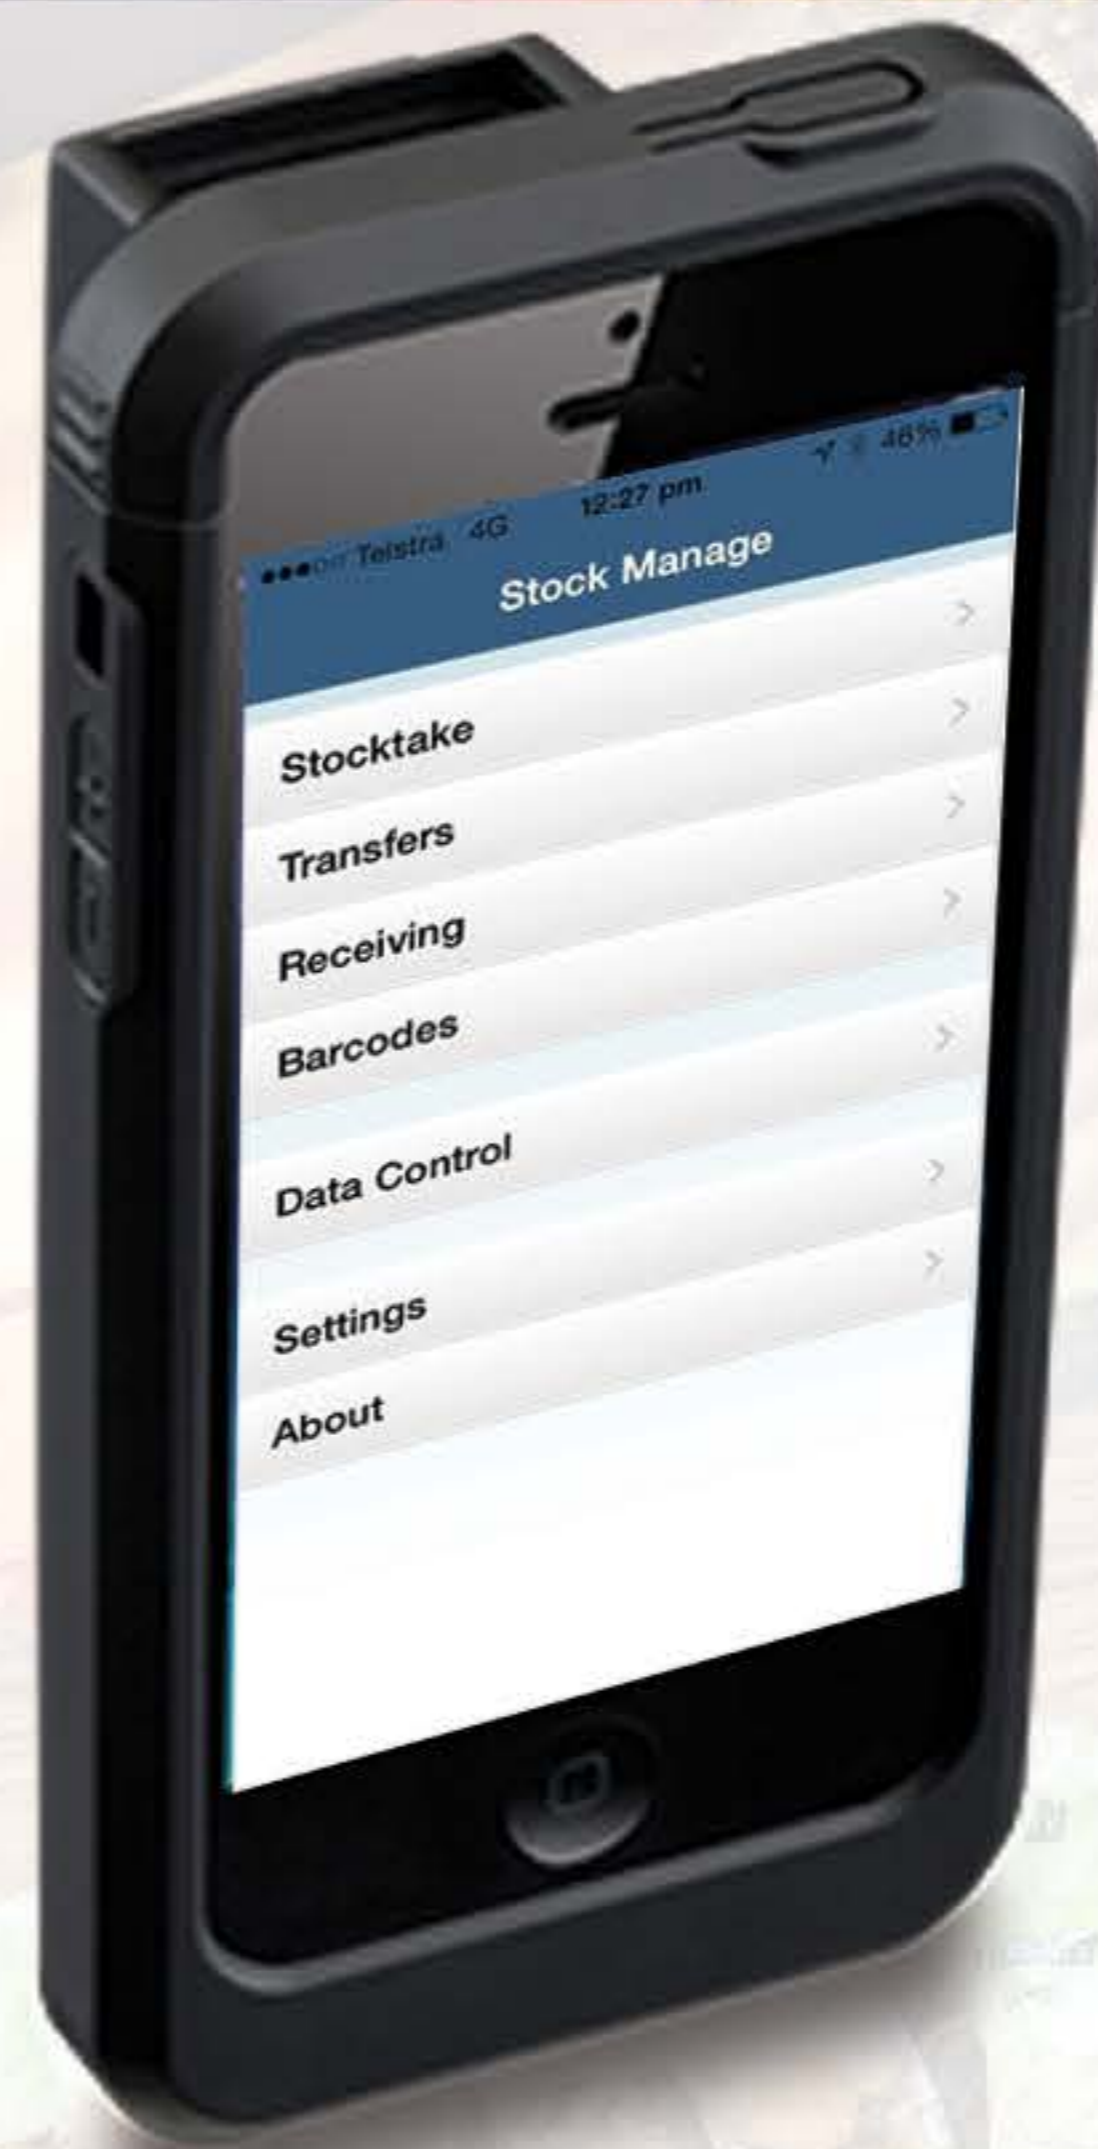 Telstra 4G 12:27 pm 46%
Stock Manage
Stocktake
Transfers
Receiving
Barcodes
Data Control
Settings
About